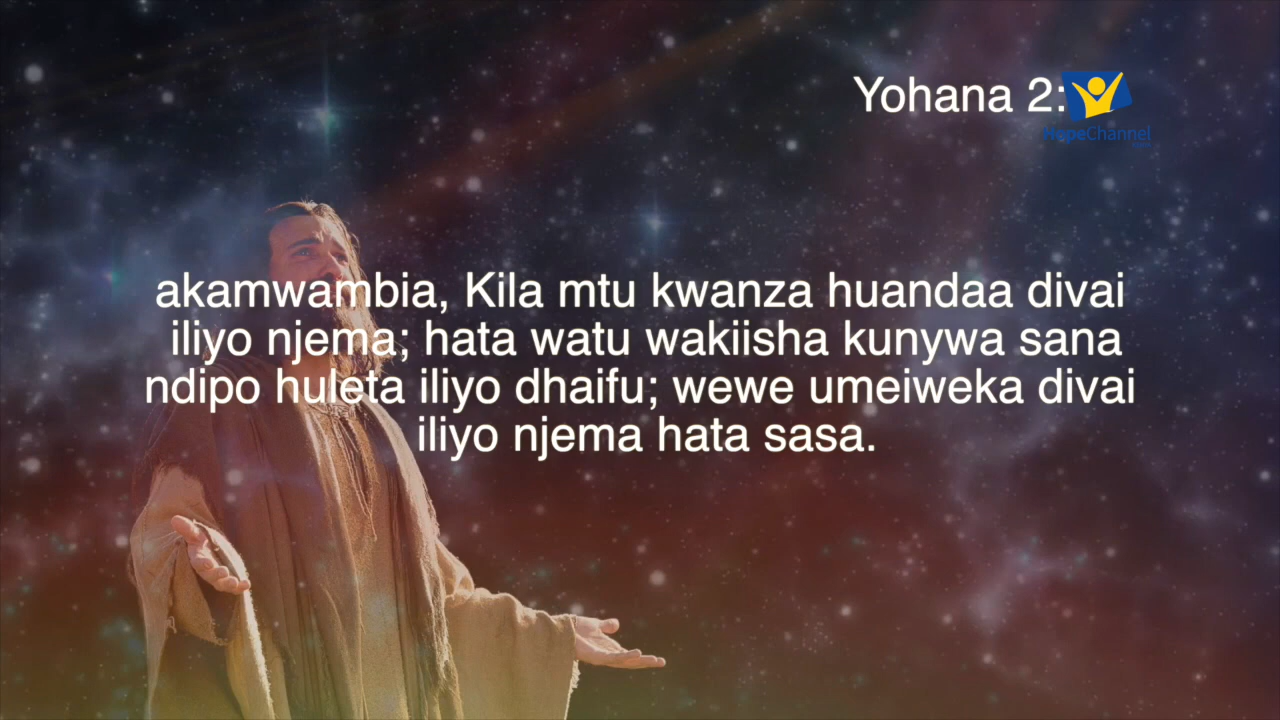 Yohana 2:
HopeChannel
akamwambia, Kila mtu kwanza huandaa divai
iliyo njema; hata watu wakiisha kunywa sana
ndipo huleta iliyo dhaifu; wewe umeiweka divai
iliyo njema hata sasa.